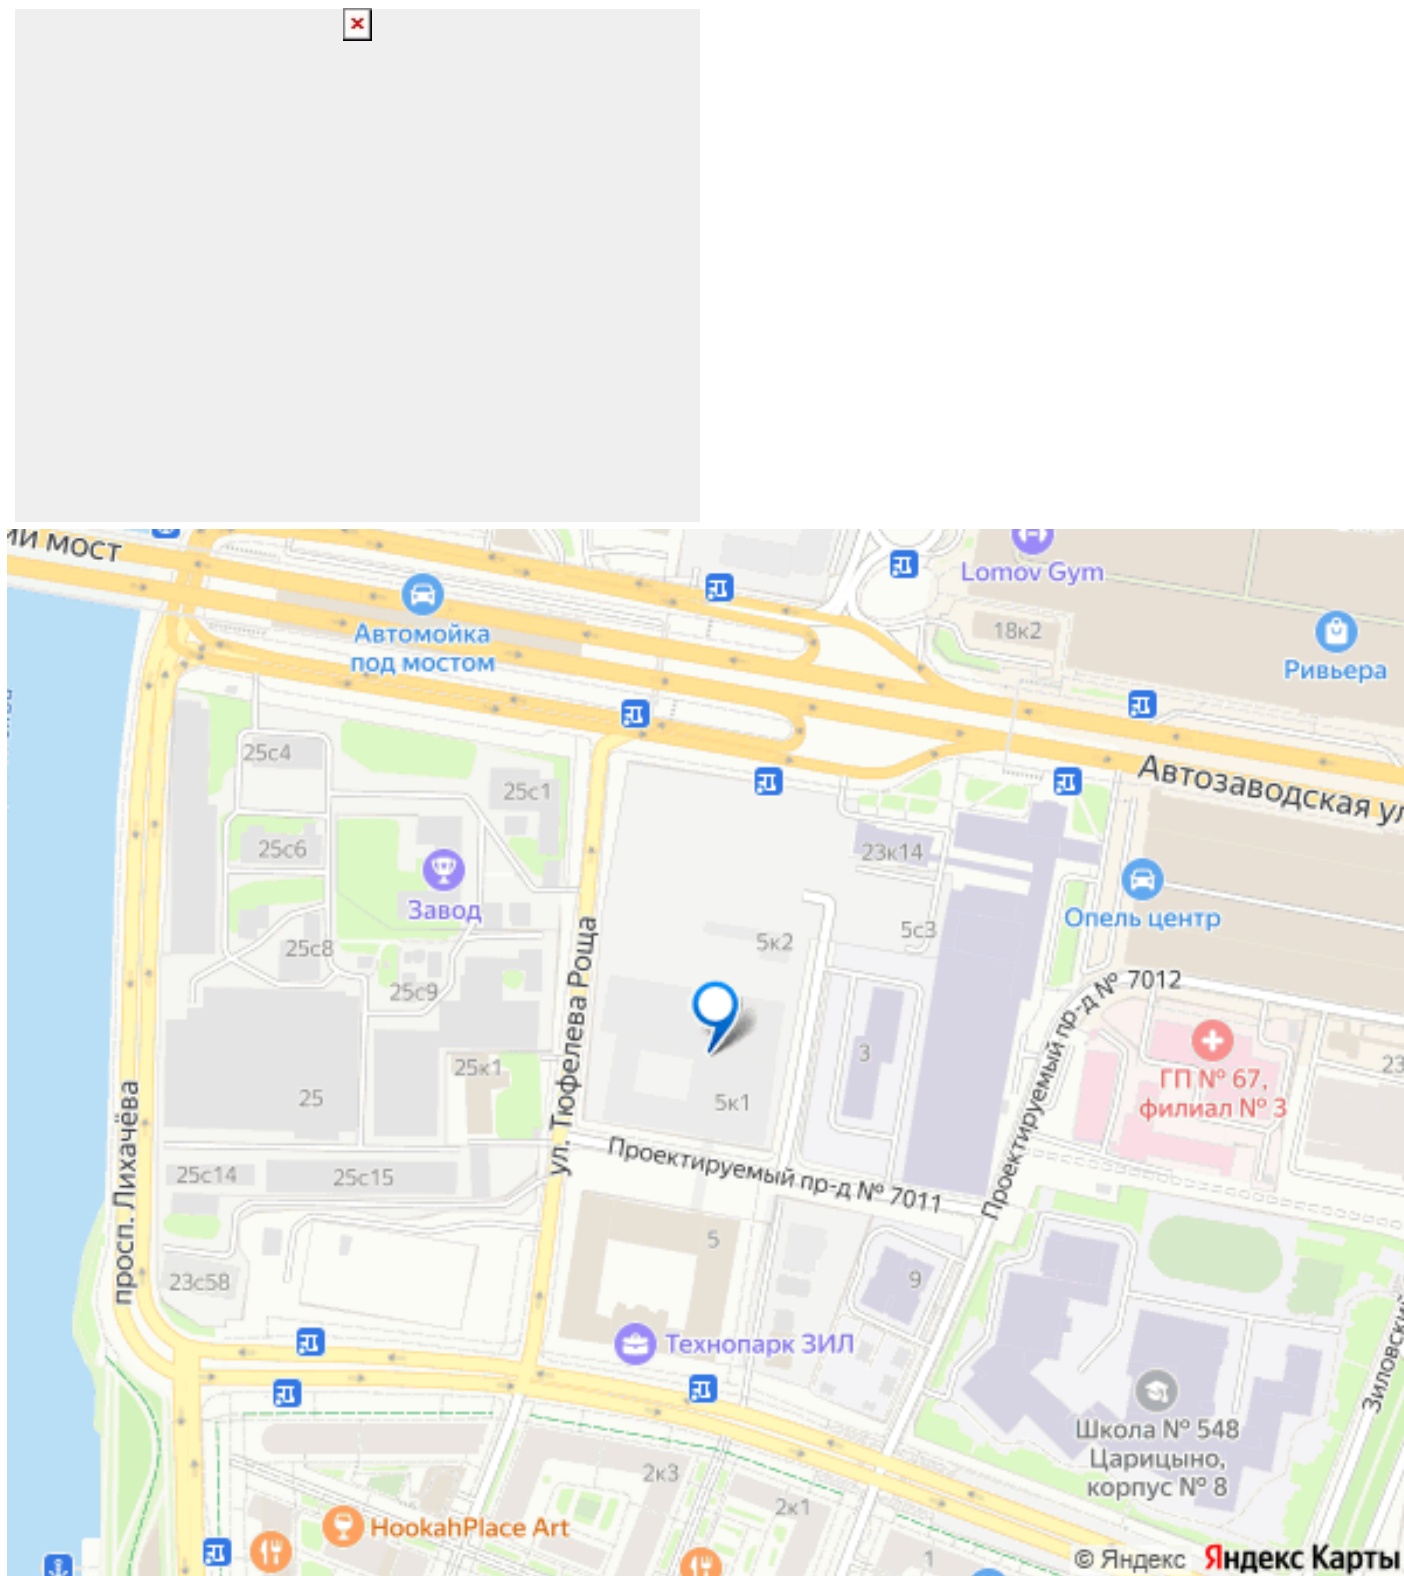 мост
Lomov Gym
Автомойка
под мостом
18к2
Ривьера
25с4
25с1
Автозаводская ул
25с6
23к14
Завод
Опель центр
25с8
5к2
5с3
25с9
ул. Тюфелева Роща
Проектируемый пр-д № 7012
3
25к1
ГП № 67,
филиал № 3
23
25
5к1
просп. Лихачёва
Проектируемый пр-д № 7011
25с14
25с15
5
9
23с58
Технопарк ЗИЛ
Зиловский
Школа № 548
Царицыно,
корпус № 8
2к3
2к1
HookahPlace Art
1
© Яндекс Яндекс Карты